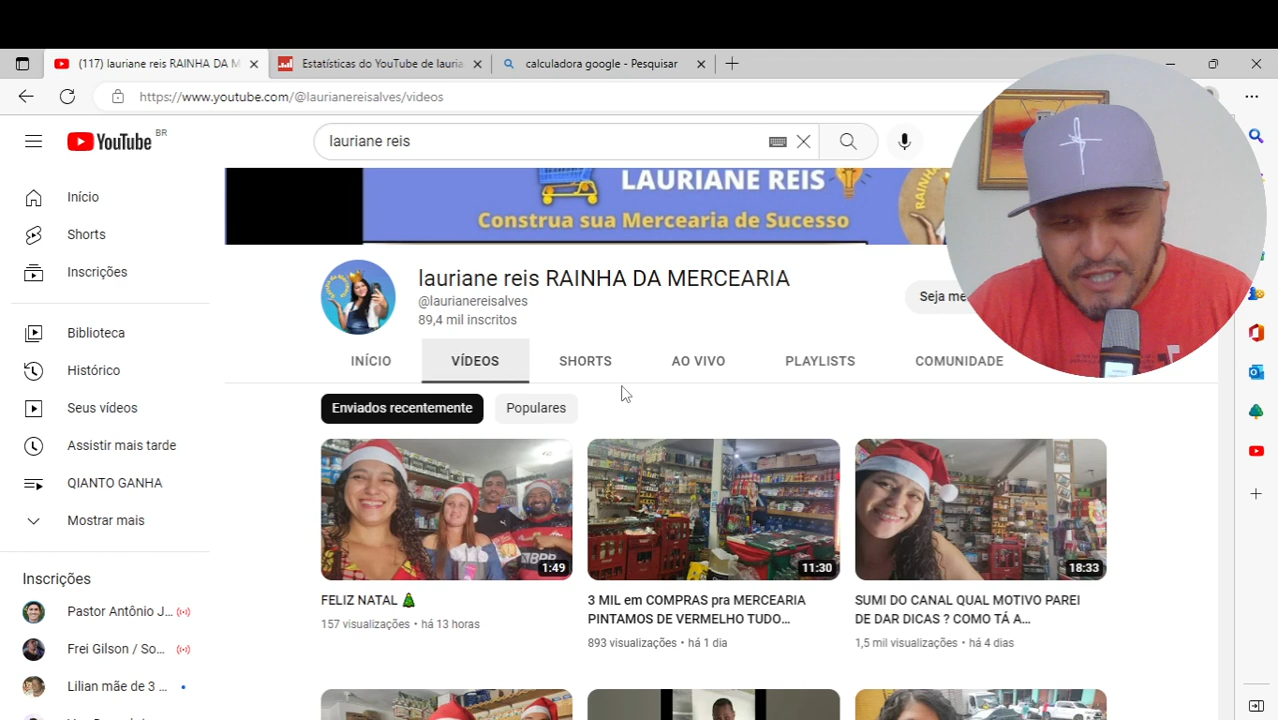 (117) lauriane reis RAINHA DA M
Estatísticas do YouTube de lauria
calculadora google - Pesquisar
https://www.youtube.com/@laurianereisalves/videos
YouTube BR
lauriane reis
LAURIANE REIS
Construa sua Mercearia de Sucesso
Início
Shorts
Inscrições
Biblioteca
Histórico
Seus vídeos
Assistir mais tarde
QIANTO GANHA
Mostrar mais
Inscrições
Pastor Antônio J...
Frei Gilson / So...
Lilian mãe de 3 ...
lauriane reis RAINHA DA MERCEARIA
@laurianereisalves
89,4 mil inscritos
Seja me
INÍCIO
VÍDEOS
SHORTS
AO VIVO
PLAYLISTS
COMUNIDADE
Enviados recentemente
Populares
1:49
11:30
18:33
FELIZ NATAL 🎄
157 visualizações • há 13 horas
3 MIL em COMPRAS pra MERCEARIA
PINTAMOS DE VERMELHO TUDO...
893 visualizações • há 1 dia
SUMI DO CANAL QUAL MOTIVO PAREI
DE DAR DICAS ? COMO TÁ A...
1,5 mil visualizações • há 4 dias